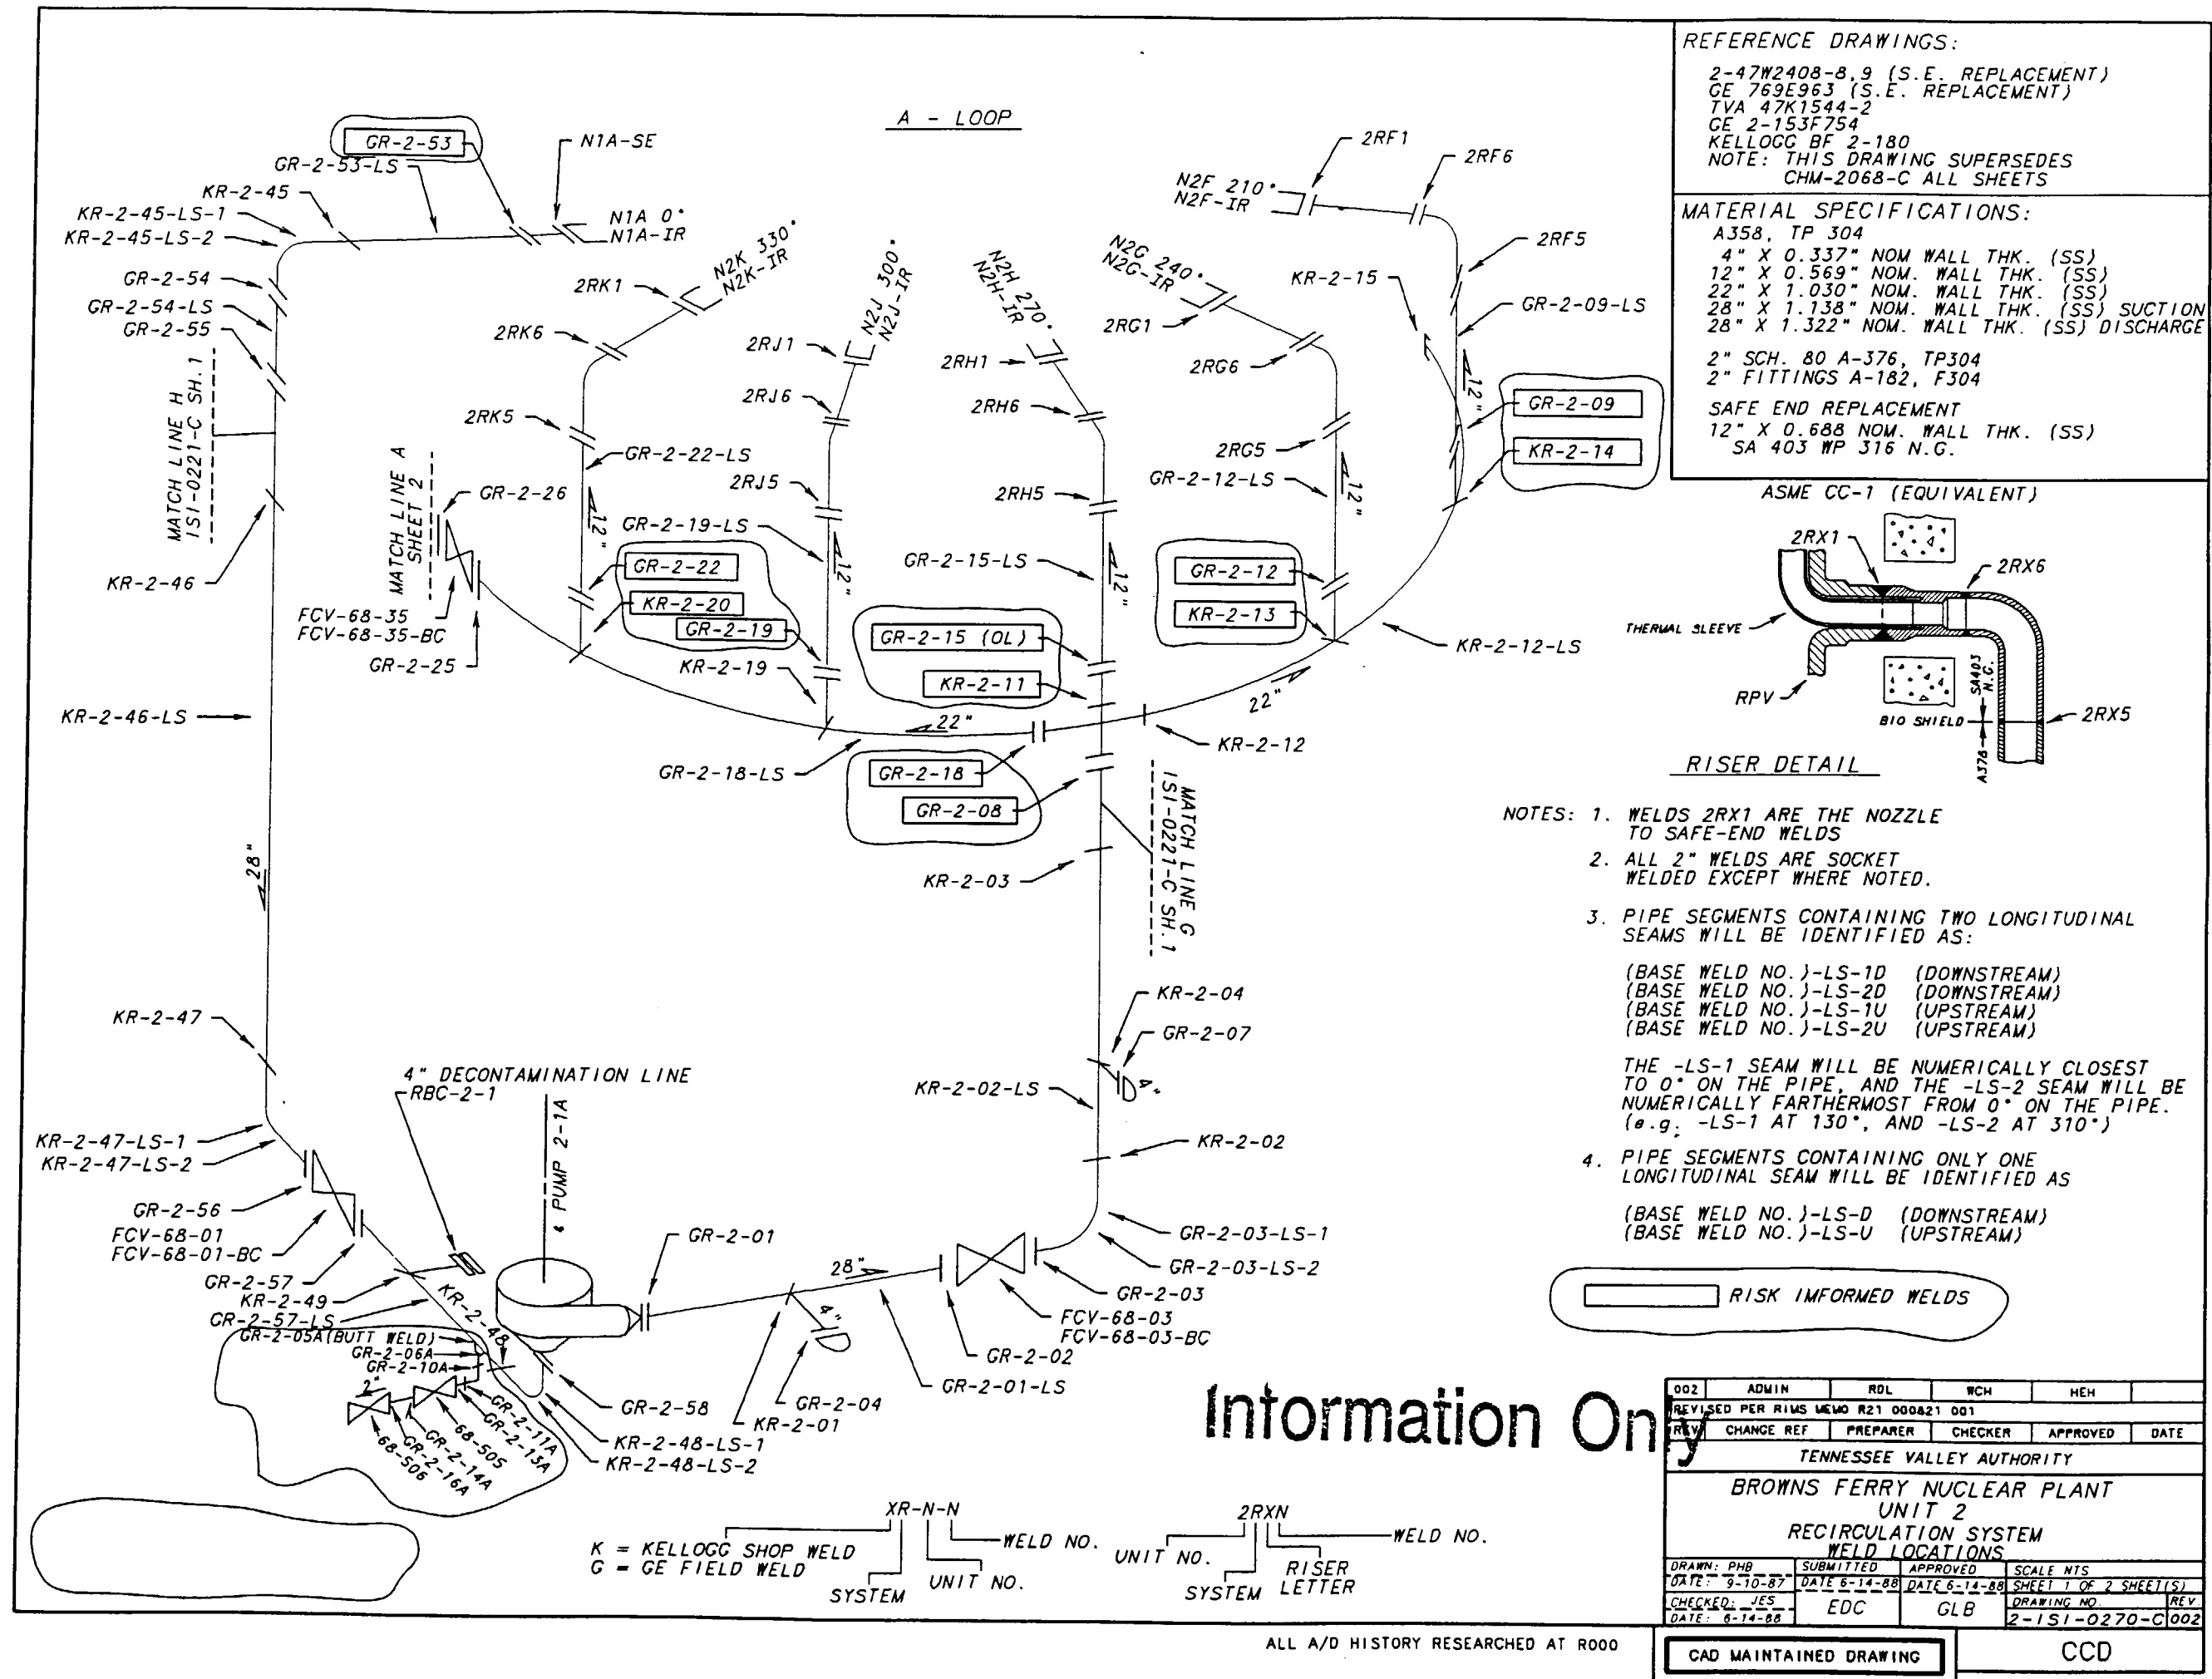 A - LOOP
GR-2-53
N1A-SE
GR-2-53-LS
KR-2-45
KR-2-45-LS-1
KR-2-45-LS-2
N1A 0°
N1A-IR
GR-2-54
GR-2-54-LS
GR-2-55
MATCH LINE H
ISI-0221-C SH.1
KR-2-46
KR-2-46-LS
28"
KR-2-47
KR-2-47-LS-1
KR-2-47-LS-2
GR-2-56
FCV-68-01
FCV-68-01-BC
GR-2-57
KR-2-49
GR-2-57-LS
KR-2-48
GR-2-05A(BUTT WELD)
GR-2-06A
GR-2-10A
2"
GR-2-11A
GR-2-13A
68-505
GR-2-14A
GR-2-16A
68-506
4" DECONTAMINATION LINE
RBC-2-1
PUMP 2-1A
GR-2-58
KR-2-48-LS-1
KR-2-48-LS-2
GR-2-01
28"
4"
GR-2-04
KR-2-01
GR-2-01-LS
GR-2-02
FCV-68-03
FCV-68-03-BC
GR-2-03
GR-2-03-LS-2
GR-2-03-LS-1
KR-2-02
KR-2-02-LS
4"
GR-2-07
KR-2-04
KR-2-03
MATCH LINE G
ISI-0221-C SH.1
N2K 330°
N2K-IR
2RK1
2RK6
2RK5
GR-2-22-LS
12"
GR-2-22
KR-2-20
GR-2-19
MATCH LINE A
SHEET 2
GR-2-26
FCV-68-35
FCV-68-35-BC
GR-2-25
N2J 300°
N2J-IR
2RJ1
2RJ6
2RJ5
GR-2-19-LS
12"
KR-2-19
N2H 270°
N2H-IR
2RH1
2RH6
2RH5
GR-2-15-LS
12"
GR-2-15 (OL)
KR-2-11
22"
GR-2-18-LS
GR-2-18
GR-2-08
KR-2-12
22"
N2G 240°
N2G-IR
2RG1
2RG6
2RG5
GR-2-12-LS
12"
GR-2-12
KR-2-13
KR-2-12-LS
N2F 210°
N2F-IR
2RF1
2RF6
2RF5
KR-2-15
GR-2-09-LS
12"
GR-2-09
KR-2-14
REFERENCE DRAWINGS:
2-47W2408-8,9 (S.E. REPLACEMENT)
GE 769E963 (S.E. REPLACEMENT)
TVA 47K1544-2
GE 2-153F754
KELLOGG BF 2-180
NOTE: THIS DRAWING SUPERSEDES
CHM-2068-C ALL SHEETS
MATERIAL SPECIFICATIONS:
A358, TP 304
4" X 0.337" NOM WALL THK. (SS)
12" X 0.569" NOM. WALL THK. (SS)
22" X 1.030" NOM. WALL THK. (SS)
28" X 1.138" NOM. WALL THK. (SS) SUCTION
28" X 1.322" NOM. WALL THK. (SS) DISCHARGE
2" SCH. 80 A-376, TP304
2" FITTINGS A-182, F304
SAFE END REPLACEMENT
12" X 0.688 NOM. WALL THK. (SS)
SA 403 WP 316 N.G.
ASME CC-1 (EQUIVALENT)
2RX1
2RX6
THERMAL SLEEVE
RPV
BIO SHIELD
SA403
N.G.
A378
2RX5
RISER DETAIL
NOTES: 1. WELDS 2RX1 ARE THE NOZZLE
TO SAFE-END WELDS
2. ALL 2" WELDS ARE SOCKET
WELDED EXCEPT WHERE NOTED.
3. PIPE SEGMENTS CONTAINING TWO LONGITUDINAL
SEAMS WILL BE IDENTIFIED AS:
(BASE WELD NO.)-LS-1D (DOWNSTREAM)
(BASE WELD NO.)-LS-2D (DOWNSTREAM)
(BASE WELD NO.)-LS-1U (UPSTREAM)
(BASE WELD NO.)-LS-2U (UPSTREAM)
THE -LS-1 SEAM WILL BE NUMERICALLY CLOSEST
TO 0° ON THE PIPE, AND THE -LS-2 SEAM WILL BE
NUMERICALLY FARTHERMOST FROM 0° ON THE PIPE.
(e.g. -LS-1 AT 130°, AND -LS-2 AT 310°)
4. PIPE SEGMENTS CONTAINING ONLY ONE
LONGITUDINAL SEAM WILL BE IDENTIFIED AS
(BASE WELD NO.)-LS-D (DOWNSTREAM)
(BASE WELD NO.)-LS-U (UPSTREAM)
RISK IMFORMED WELDS
Information Only
XR-N-N
K = KELLOGG SHOP WELD
G = GE FIELD WELD
SYSTEM
UNIT NO.
WELD NO.
2RXN
UNIT NO.
SYSTEM
RISER
LETTER
WELD NO.
002 ADMIN RDL WCH HEH
REVISED PER RIMS MEMO R21 000821 001
REV CHANGE REF PREPARER CHECKER APPROVED DATE
TENNESSEE VALLEY AUTHORITY
BROWNS FERRY NUCLEAR PLANT
UNIT 2
RECIRCULATION SYSTEM
WELD LOCATIONS
DRAWN: PHB SUBMITTED APPROVED SCALE NTS
DATE: 9-10-87 DATE 6-14-88 DATE 6-14-88 SHEET 1 OF 2 SHEET(S)
CHECKED: JES EDC GLB DRAWING NO. REV.
DATE: 6-14-88 2-ISI-0270-C 002
ALL A/D HISTORY RESEARCHED AT R000
CAD MAINTAINED DRAWING
CCD